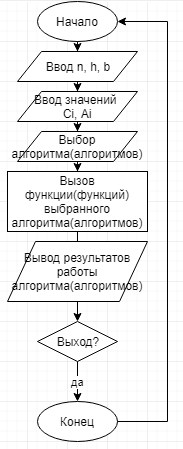 Начало
Ввод n, h, b
Ввод значений
Ci, Ai
Выбор
алгоритма(алгоритмов)
Вызов
функции(функций)
выбранного
алгоритма(алгоритмов)
Вывод результатов
работы
алгоритма(алгоритмов)
Выход?
да
Конец